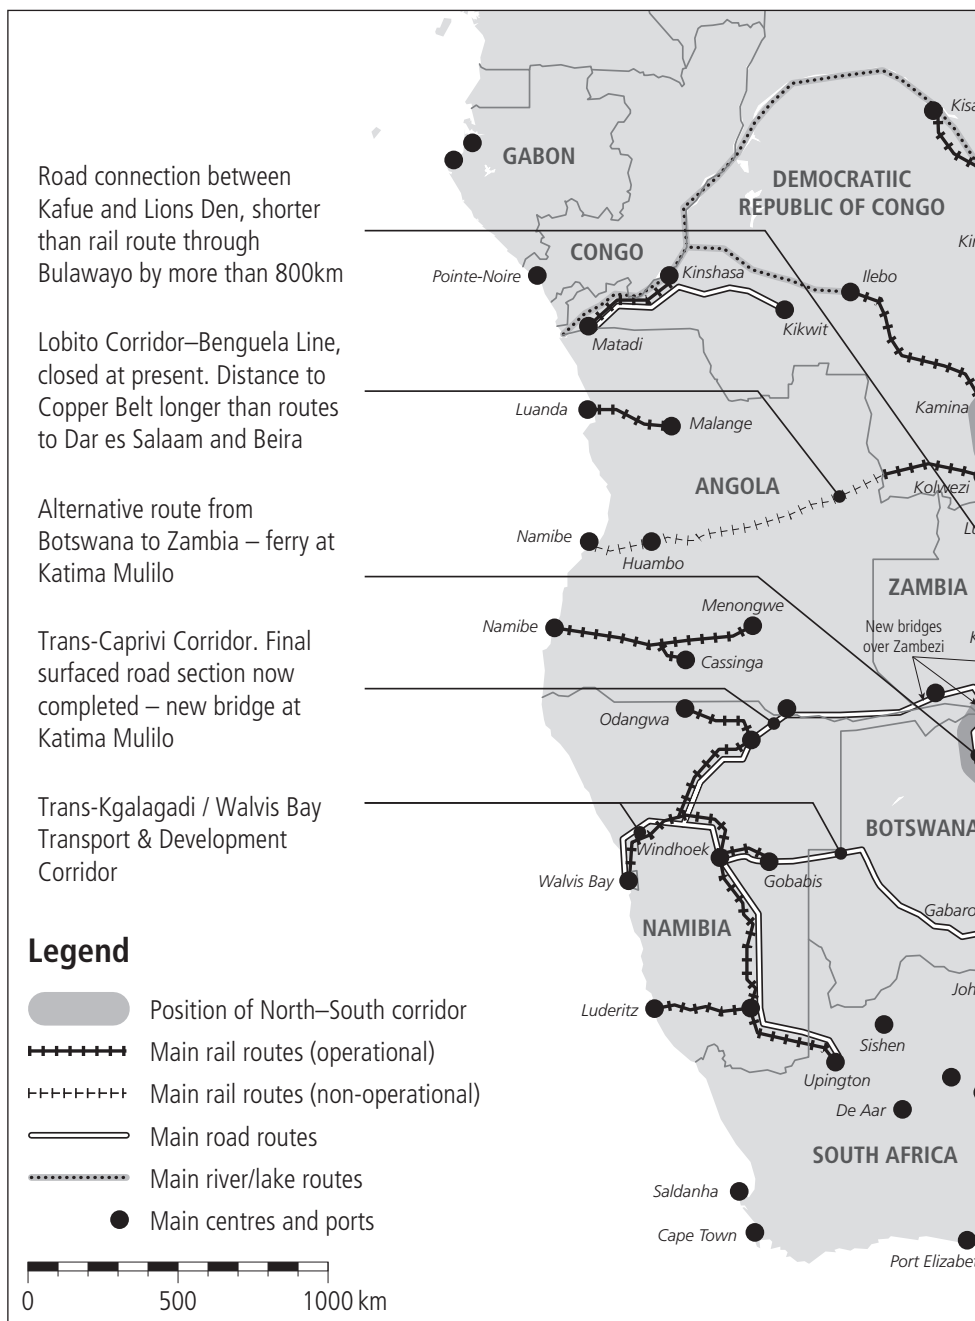 Road connection between
Kafue and Lions Den, shorter
than rail route through
Bulawayo by more than 800km
Lobito Corridor–Benguela Line,
closed at present. Distance to
Copper Belt longer than routes
to Dar es Salaam and Beira
Alternative route from
Botswana to Zambia – ferry at
Katima Mulilo
Trans-Caprivi Corridor. Final
surfaced road section now
completed – new bridge at
Katima Mulilo
Trans-Kgalagadi / Walvis Bay
Transport & Development
Corridor
Legend
Position of North–South corridor
Main rail routes (operational)
Main rail routes (non-operational)
Main road routes
Main river/lake routes
Main centres and ports
0 500 1000 km
Kisa
GABON
DEMOCRATIIC
REPUBLIC OF CONGO
Kin
CONGO
Pointe-Noire
Kinshasa
Ilebo
Kikwit
Matadi
Kamina
Luanda
Malange
ANGOLA
Kolwezi
Lu
Namibe
Huambo
ZAMBIA
Menongwe
New bridges
over Zambezi
K
Namibe
Cassinga
Odangwa
BOTSWANA
Windhoek
Walvis Bay
Gobabis
Gabaro
NAMIBIA
Joh
Luderitz
Sishen
Upington
De Aar
SOUTH AFRICA
Saldanha
Cape Town
Port Elizabet